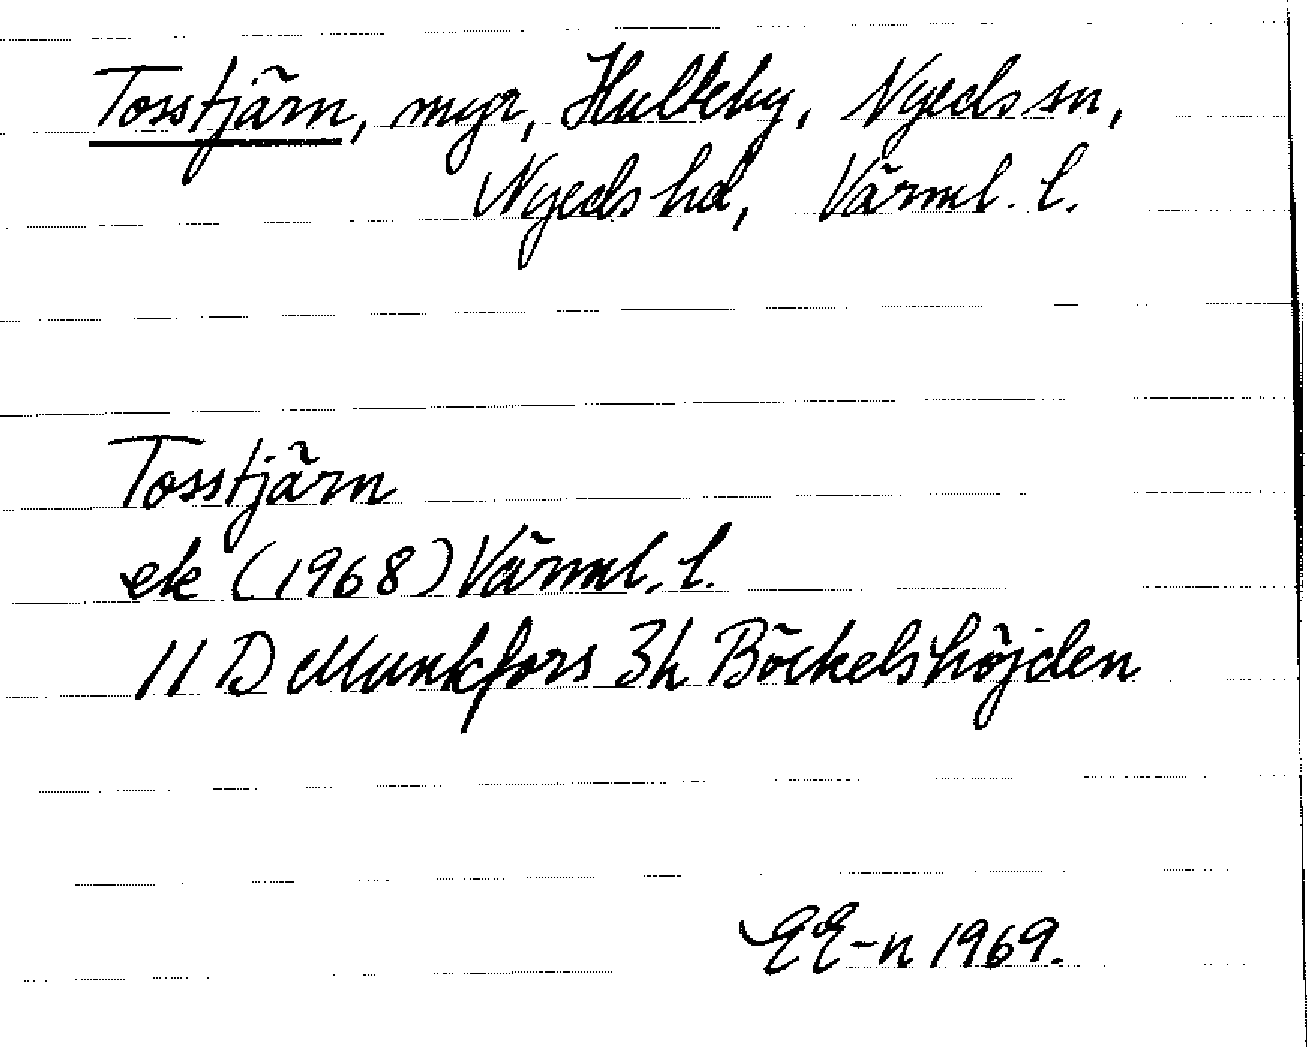 Tosstjärn, myr, Hulteby, Nyeds sn,
Nyeds hd, Värml. l.
Tosstjärn
ek (1968) Värml. l.
11 D Munkfors 3h Böckelshöjden
EE-n 1969.